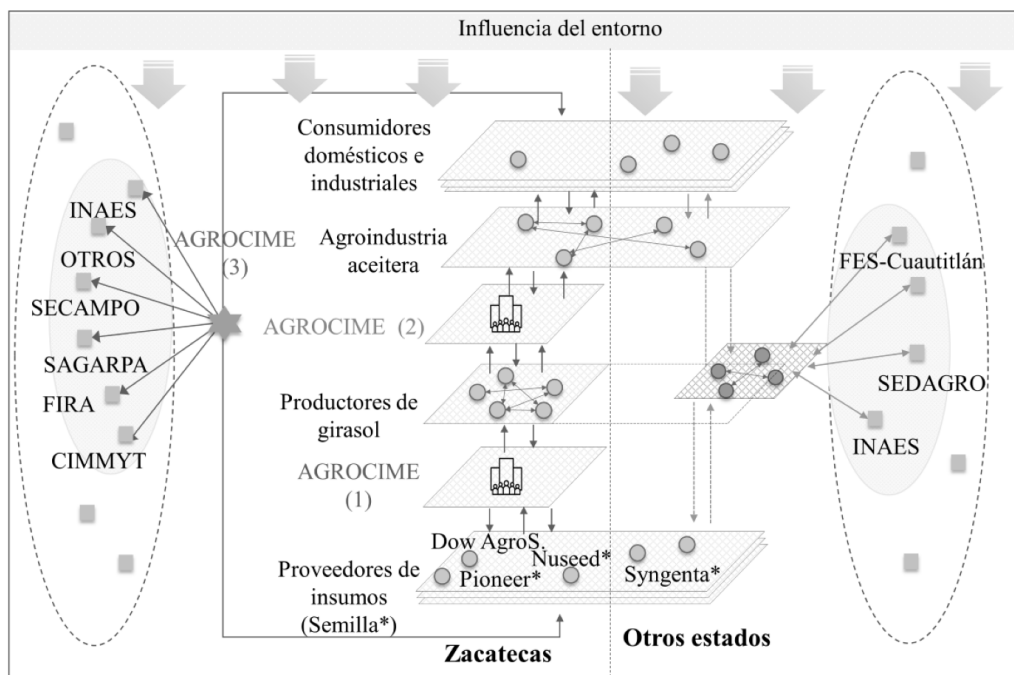 Influencia del entorno
Consumidores
domésticos e
industriales
INAES
OTROS
SECAMPO
SAGARPA
FIRA
CIMMYT
AGROCIME
(3)
Agroindustria
aceitera
AGROCIME (2)
Productores de
girasol
AGROCIME
(1)
Dow AgroS.
Nuseed*
Pioneer*
Syngenta*
Proveedores de
insumos
(Semilla*)
Zacatecas
Otros estados
FES-Cuautitlán
SEDAGRO
INAES